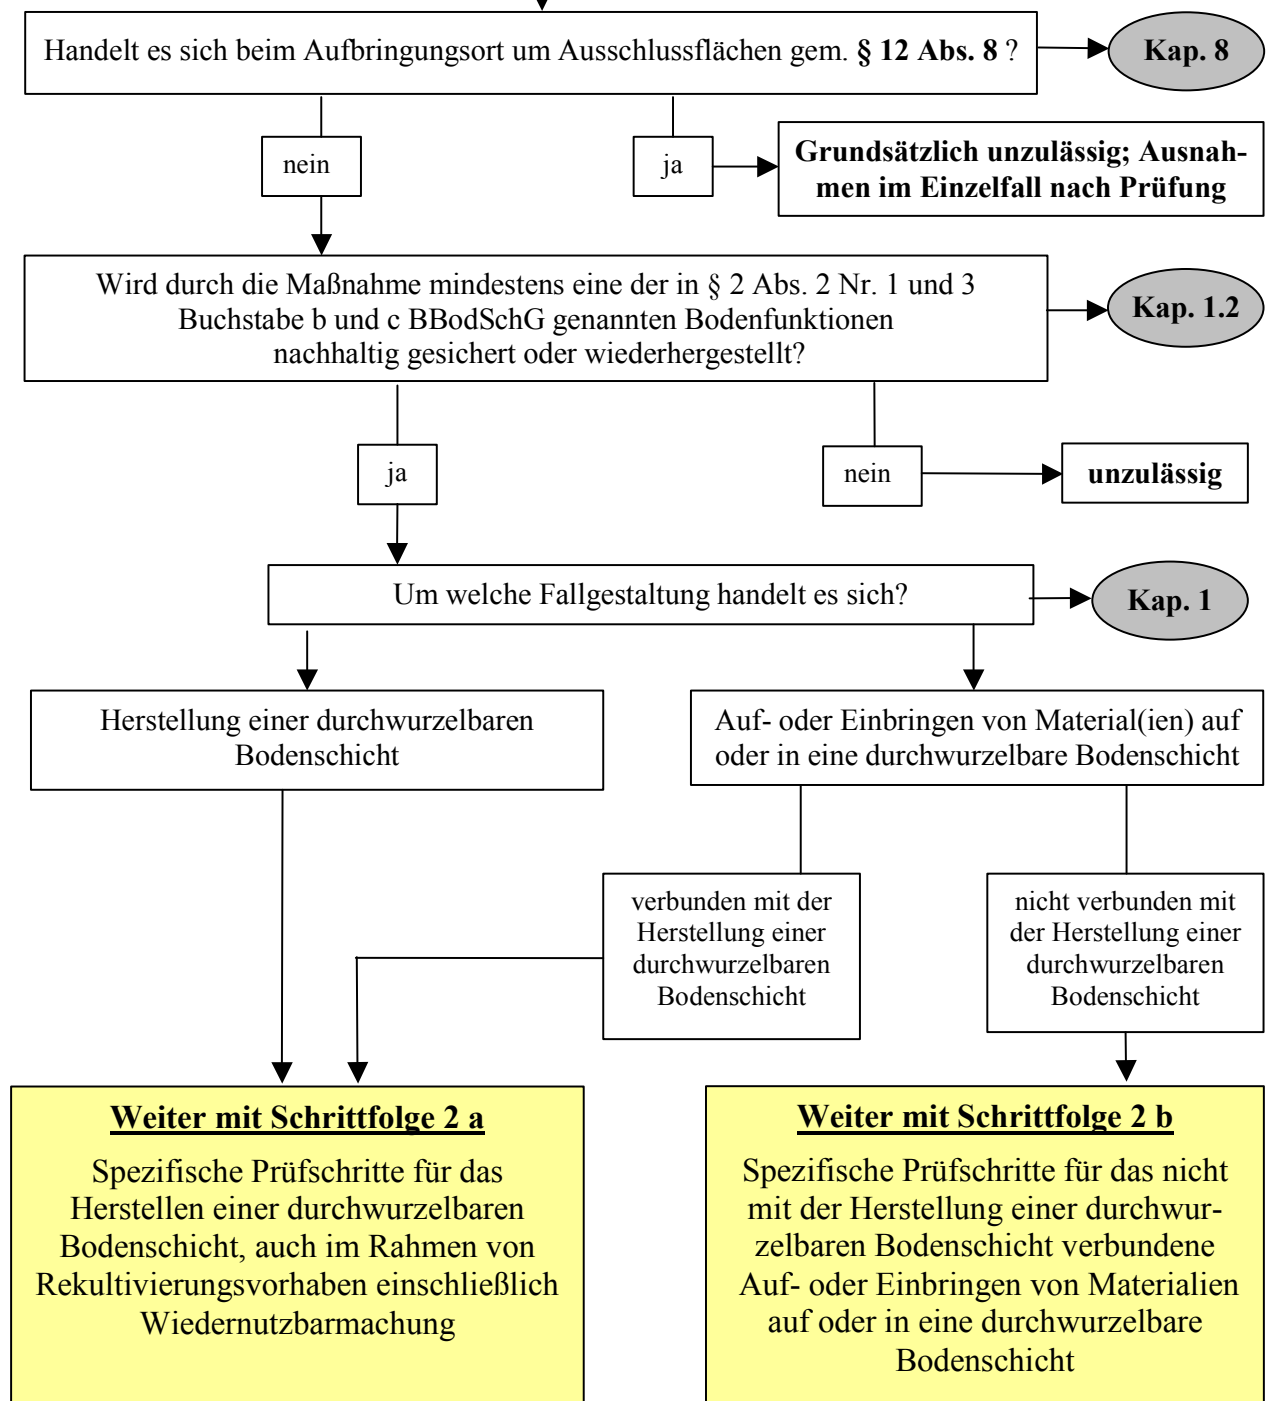 Handelt es sich beim Aufbringungsort um Ausschlussflächen gem. § 12 Abs. 8 ?
Kap. 8
nein
ja
Grundsätzlich unzulässig; Ausnah-
men im Einzelfall nach Prüfung
Wird durch die Maßnahme mindestens eine der in § 2 Abs. 2 Nr. 1 und 3
Buchstabe b und c BBodSchG genannten Bodenfunktionen
nachhaltig gesichert oder wiederhergestellt?
Kap. 1.2
ja
nein
unzulässig
Um welche Fallgestaltung handelt es sich?
Kap. 1
Herstellung einer durchwurzelbaren
Bodenschicht
Auf- oder Einbringen von Material(ien) auf
oder in eine durchwurzelbare Bodenschicht
verbunden mit der
Herstellung einer
durchwurzelbaren
Bodenschicht
nicht verbunden mit
der Herstellung einer
durchwurzelbaren
Bodenschicht
Weiter mit Schrittfolge 2 a
Spezifische Prüfschritte für das
Herstellen einer durchwurzelbaren
Bodenschicht, auch im Rahmen von
Rekultivierungsvorhaben einschließlich
Wiedernutzbarmachung
Weiter mit Schrittfolge 2 b
Spezifische Prüfschritte für das nicht
mit der Herstellung einer durchwur-
zelbaren Bodenschicht verbundene
Auf- oder Einbringen von Materialien
auf oder in eine durchwurzelbare
Bodenschicht